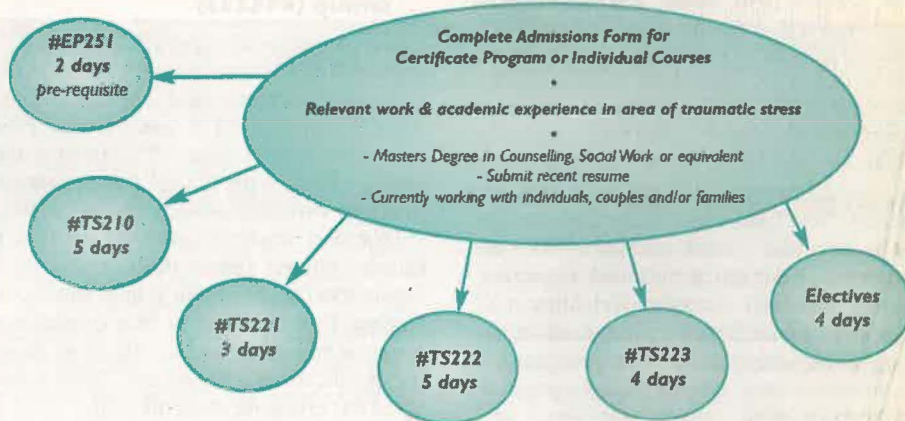 Complete Admissions Form for
Certificate Program or Individual Courses
•
Relevant work & academic experience in area of traumatic stress
•
- Masters Degree in Counselling, Social Work or equivalent
- Submit recent resume
- Currently working with individuals, couples and/or families
#EP251
2 days
pre-requisite
#TS210
5 days
#TS221
3 days
#TS222
5 days
#TS223
4 days
Electives
4 days